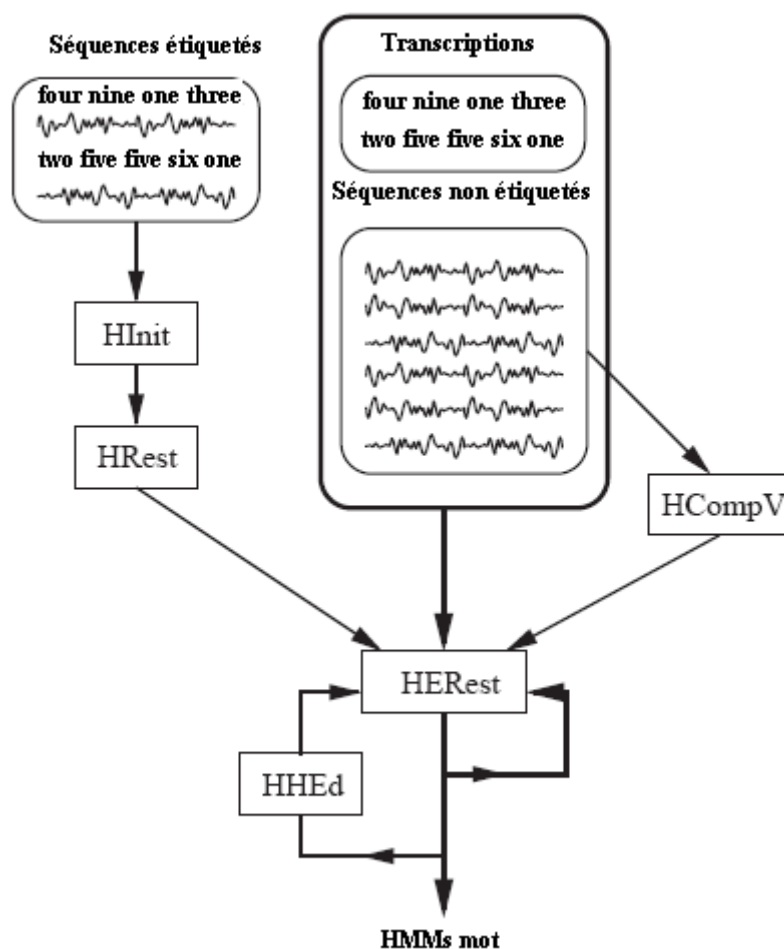 Séquences étiquetés
four nine one three
two five five six one
Transcriptions
four nine one three
two five five six one
Séquences non étiquetés
HInit
HRest
HCompV
HERest
HHEd
HMMs mot